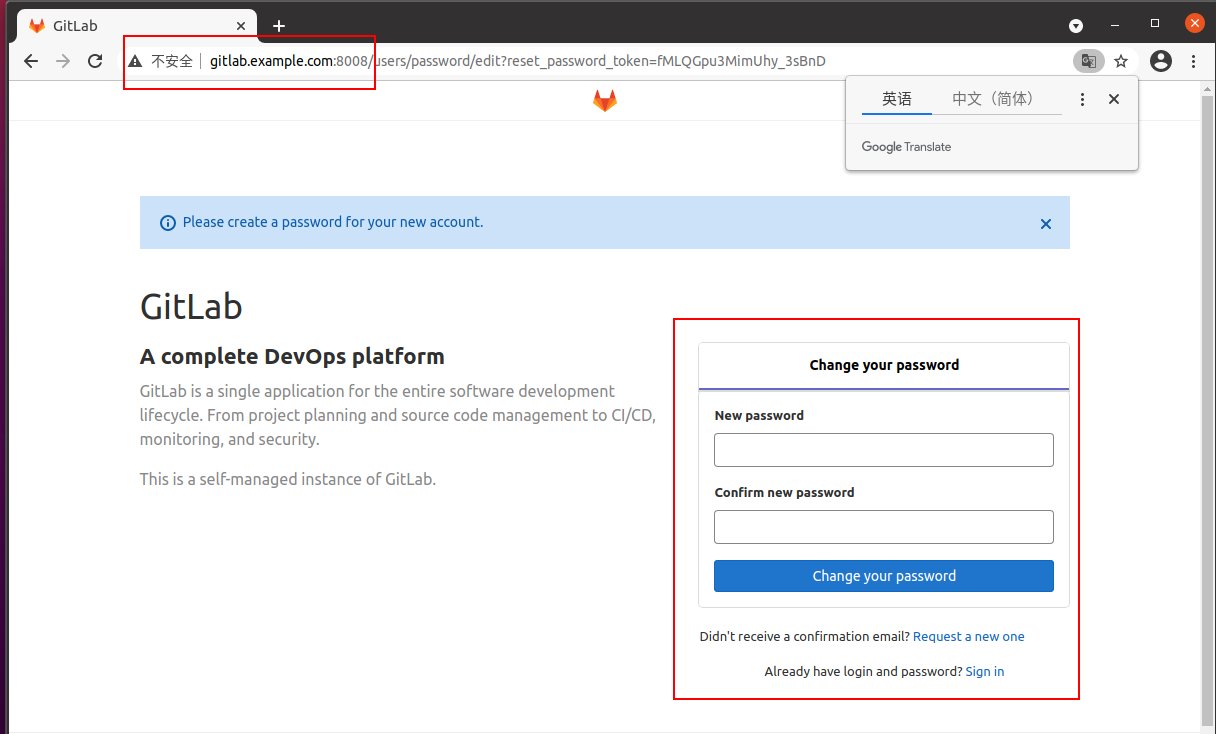 GitLab
不安全 gitlab.example.com:8008/users/password/edit?reset_password_token=fMLQGpu3MimUhy_3sBnD
英语 中文（简体）
Google Translate
Please create a password for your new account.
GitLab
A complete DevOps platform
GitLab is a single application for the entire software development
lifecycle. From project planning and source code management to CI/CD,
monitoring, and security.
This is a self-managed instance of GitLab.
Change your password
New password
Confirm new password
Change your password
Didn't receive a confirmation email? Request a new one
Already have login and password? Sign in